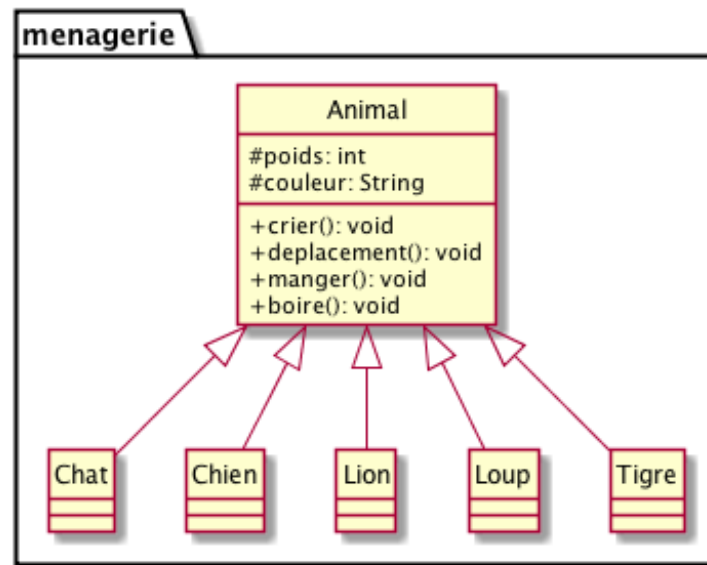 menagerie
Animal
#poids: int
#couleur: String
+crier(): void
+deplacement(): void
+manger(): void
+boire(): void
Chat
Chien
Lion
Loup
Tigre